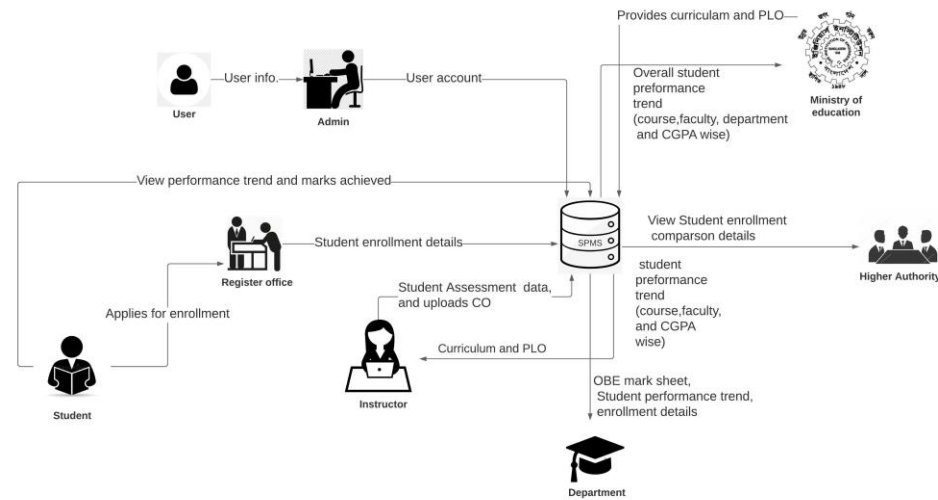 Provides curriculam and PLO
User info.
User account
User
Admin
Overall student
preformance
trend
(course,faculty, department
and CGPA wise)
Ministry of
education
View performance trend and marks achieved
Register office
Student enrollment details
SPMS
View Student enrollment
comparson details
Higher Authority
student
preformance
trend
(course,faculty,
and CGPA
wise)
Applies for enrollment
Student Assessment data,
and uploads CO
Curriculum and PLO
Student
Instructor
OBE mark sheet,
Student performance trend,
enrollment details
Department